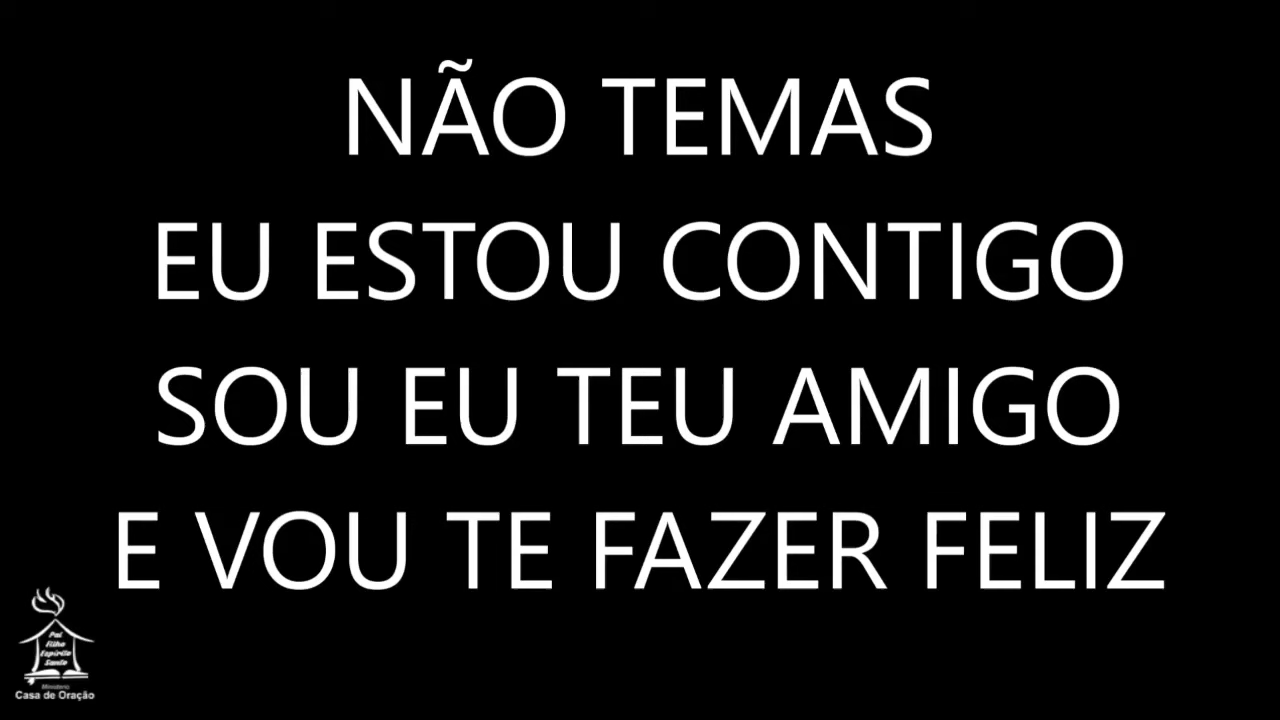 NÃO TEMAS
EU ESTOU CONTIGO
SOU EU TEU AMIGO
E VOU TE FAZER FELIZ
Pai
Filho
Espírito
Santo
Ministério
Casa de Oração